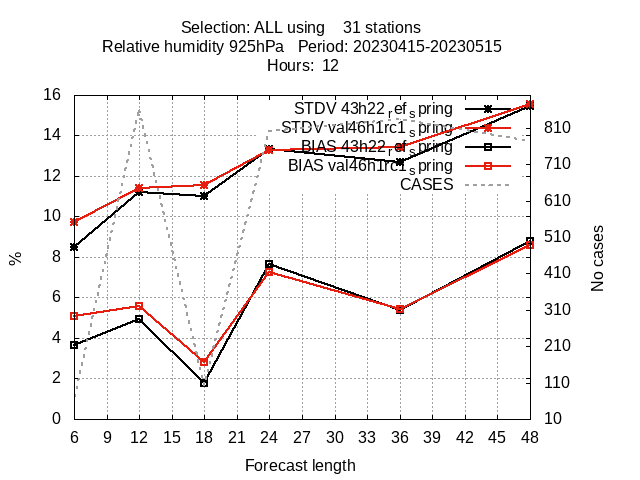 Selection: ALL using    31 stations
Relative humidity 925hPa   Period: 20230415-20230515
Hours:  12
STDV 43h22_ref_spring
STDV val46h1rc1_spring
BIAS 43h22_ref_spring
BIAS val46h1rc1_spring
CASES
16
14
12
10
8
6
4
2
0
%
810
710
610
510
410
310
210
110
10
No cases
6 9 12 15 18 21 24 27 30 33 36 39 42 45 48
Forecast length